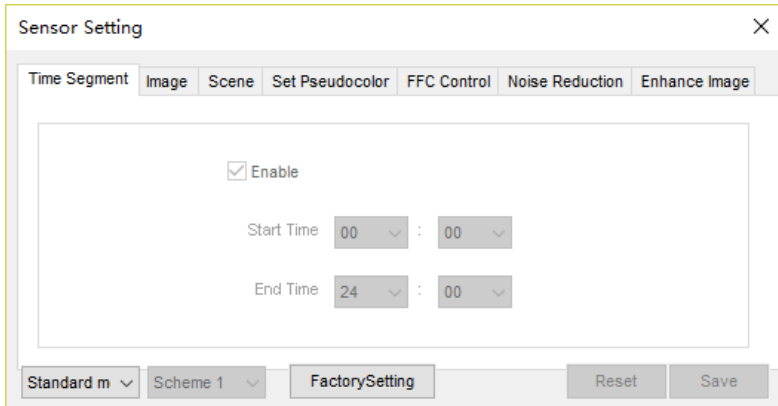 Sensor Setting
Time Segment Image Scene Set Pseudocolor FFC Control Noise Reduction Enhance Image
Enable
Start Time 00 : 00
End Time 24 : 00
Standard m Scheme 1 FactorySetting Reset Save